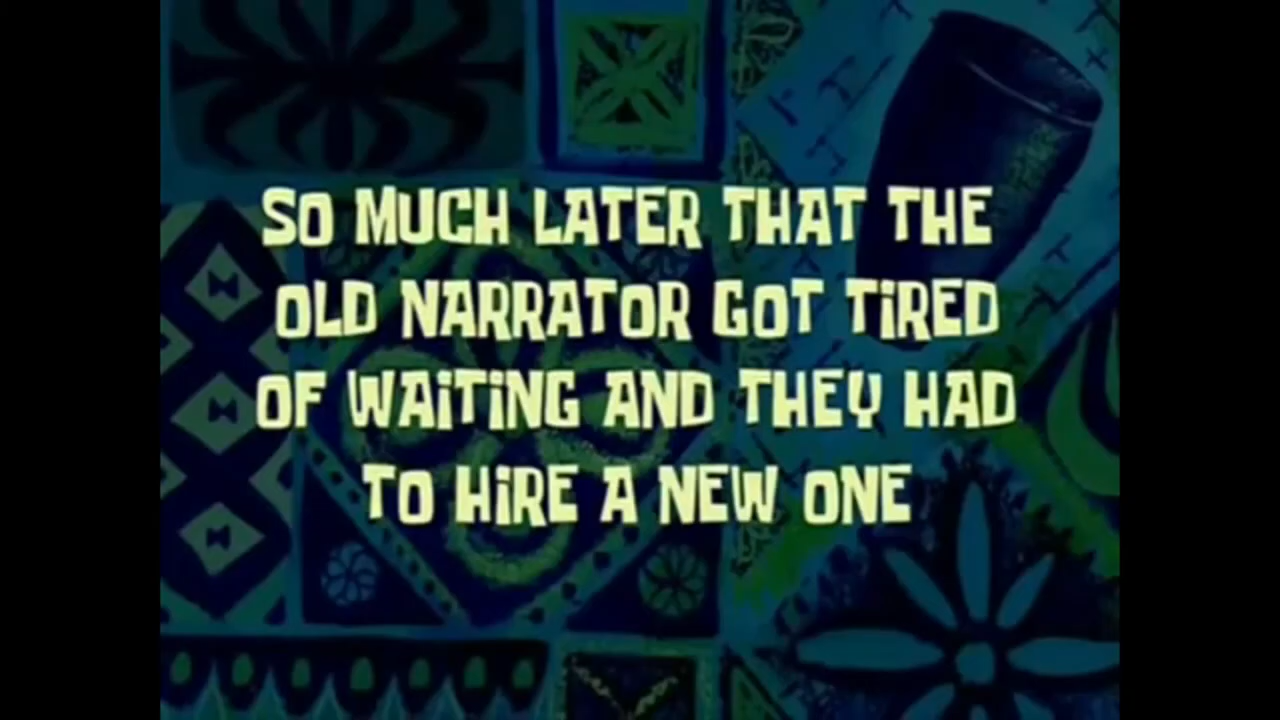 SO MUCH LATER THAT THE
OLD NARRATOR GOT TiRED
OF WAiTiNG AND THEY HAD
TO HiRE A NEW ONE